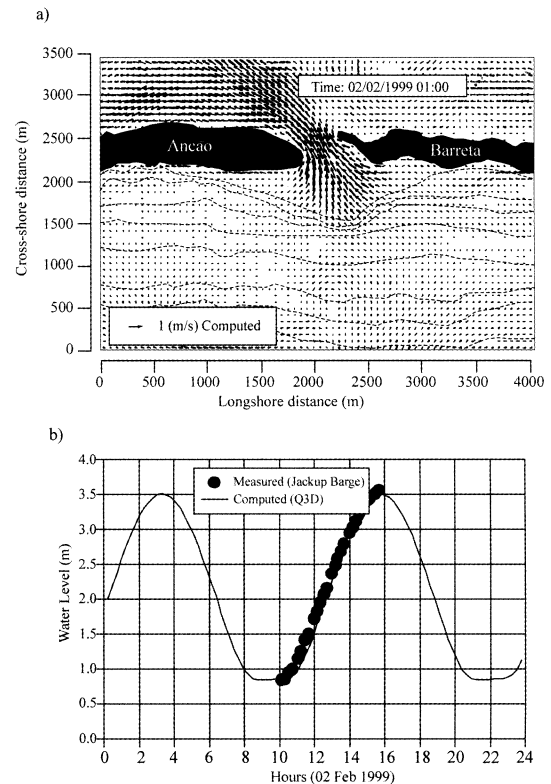 a)
Time: 02/02/1999 01:00
Ancao
Barreta
1 (m/s) Computed
Cross-shore distance (m)
3500
3000
2500
2000
1500
1000
500
0
0 500 1000 1500 2000 2500 3000 3500 4000
Longshore distance (m)
b)
Measured (Jackup Barge)
Computed (Q3D)
Water Level (m)
4.0
3.5
3.0
2.5
2.0
1.5
1.0
0.5
0.0
0 2 4 6 8 10 12 14 16 18 20 22 24
Hours (02 Feb 1999)